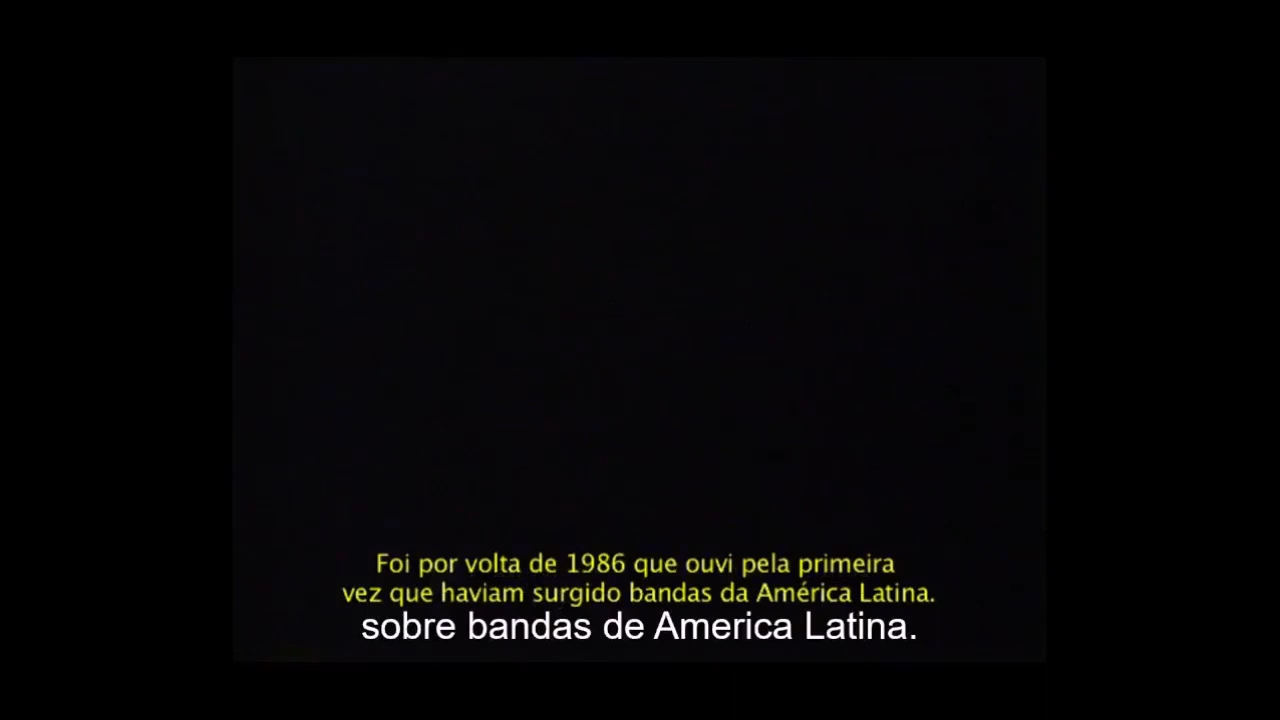 Foi por volta de 1986 que ouvi pela primeira
vez que haviam surgido bandas da América Latina.
sobre bandas de America Latina.